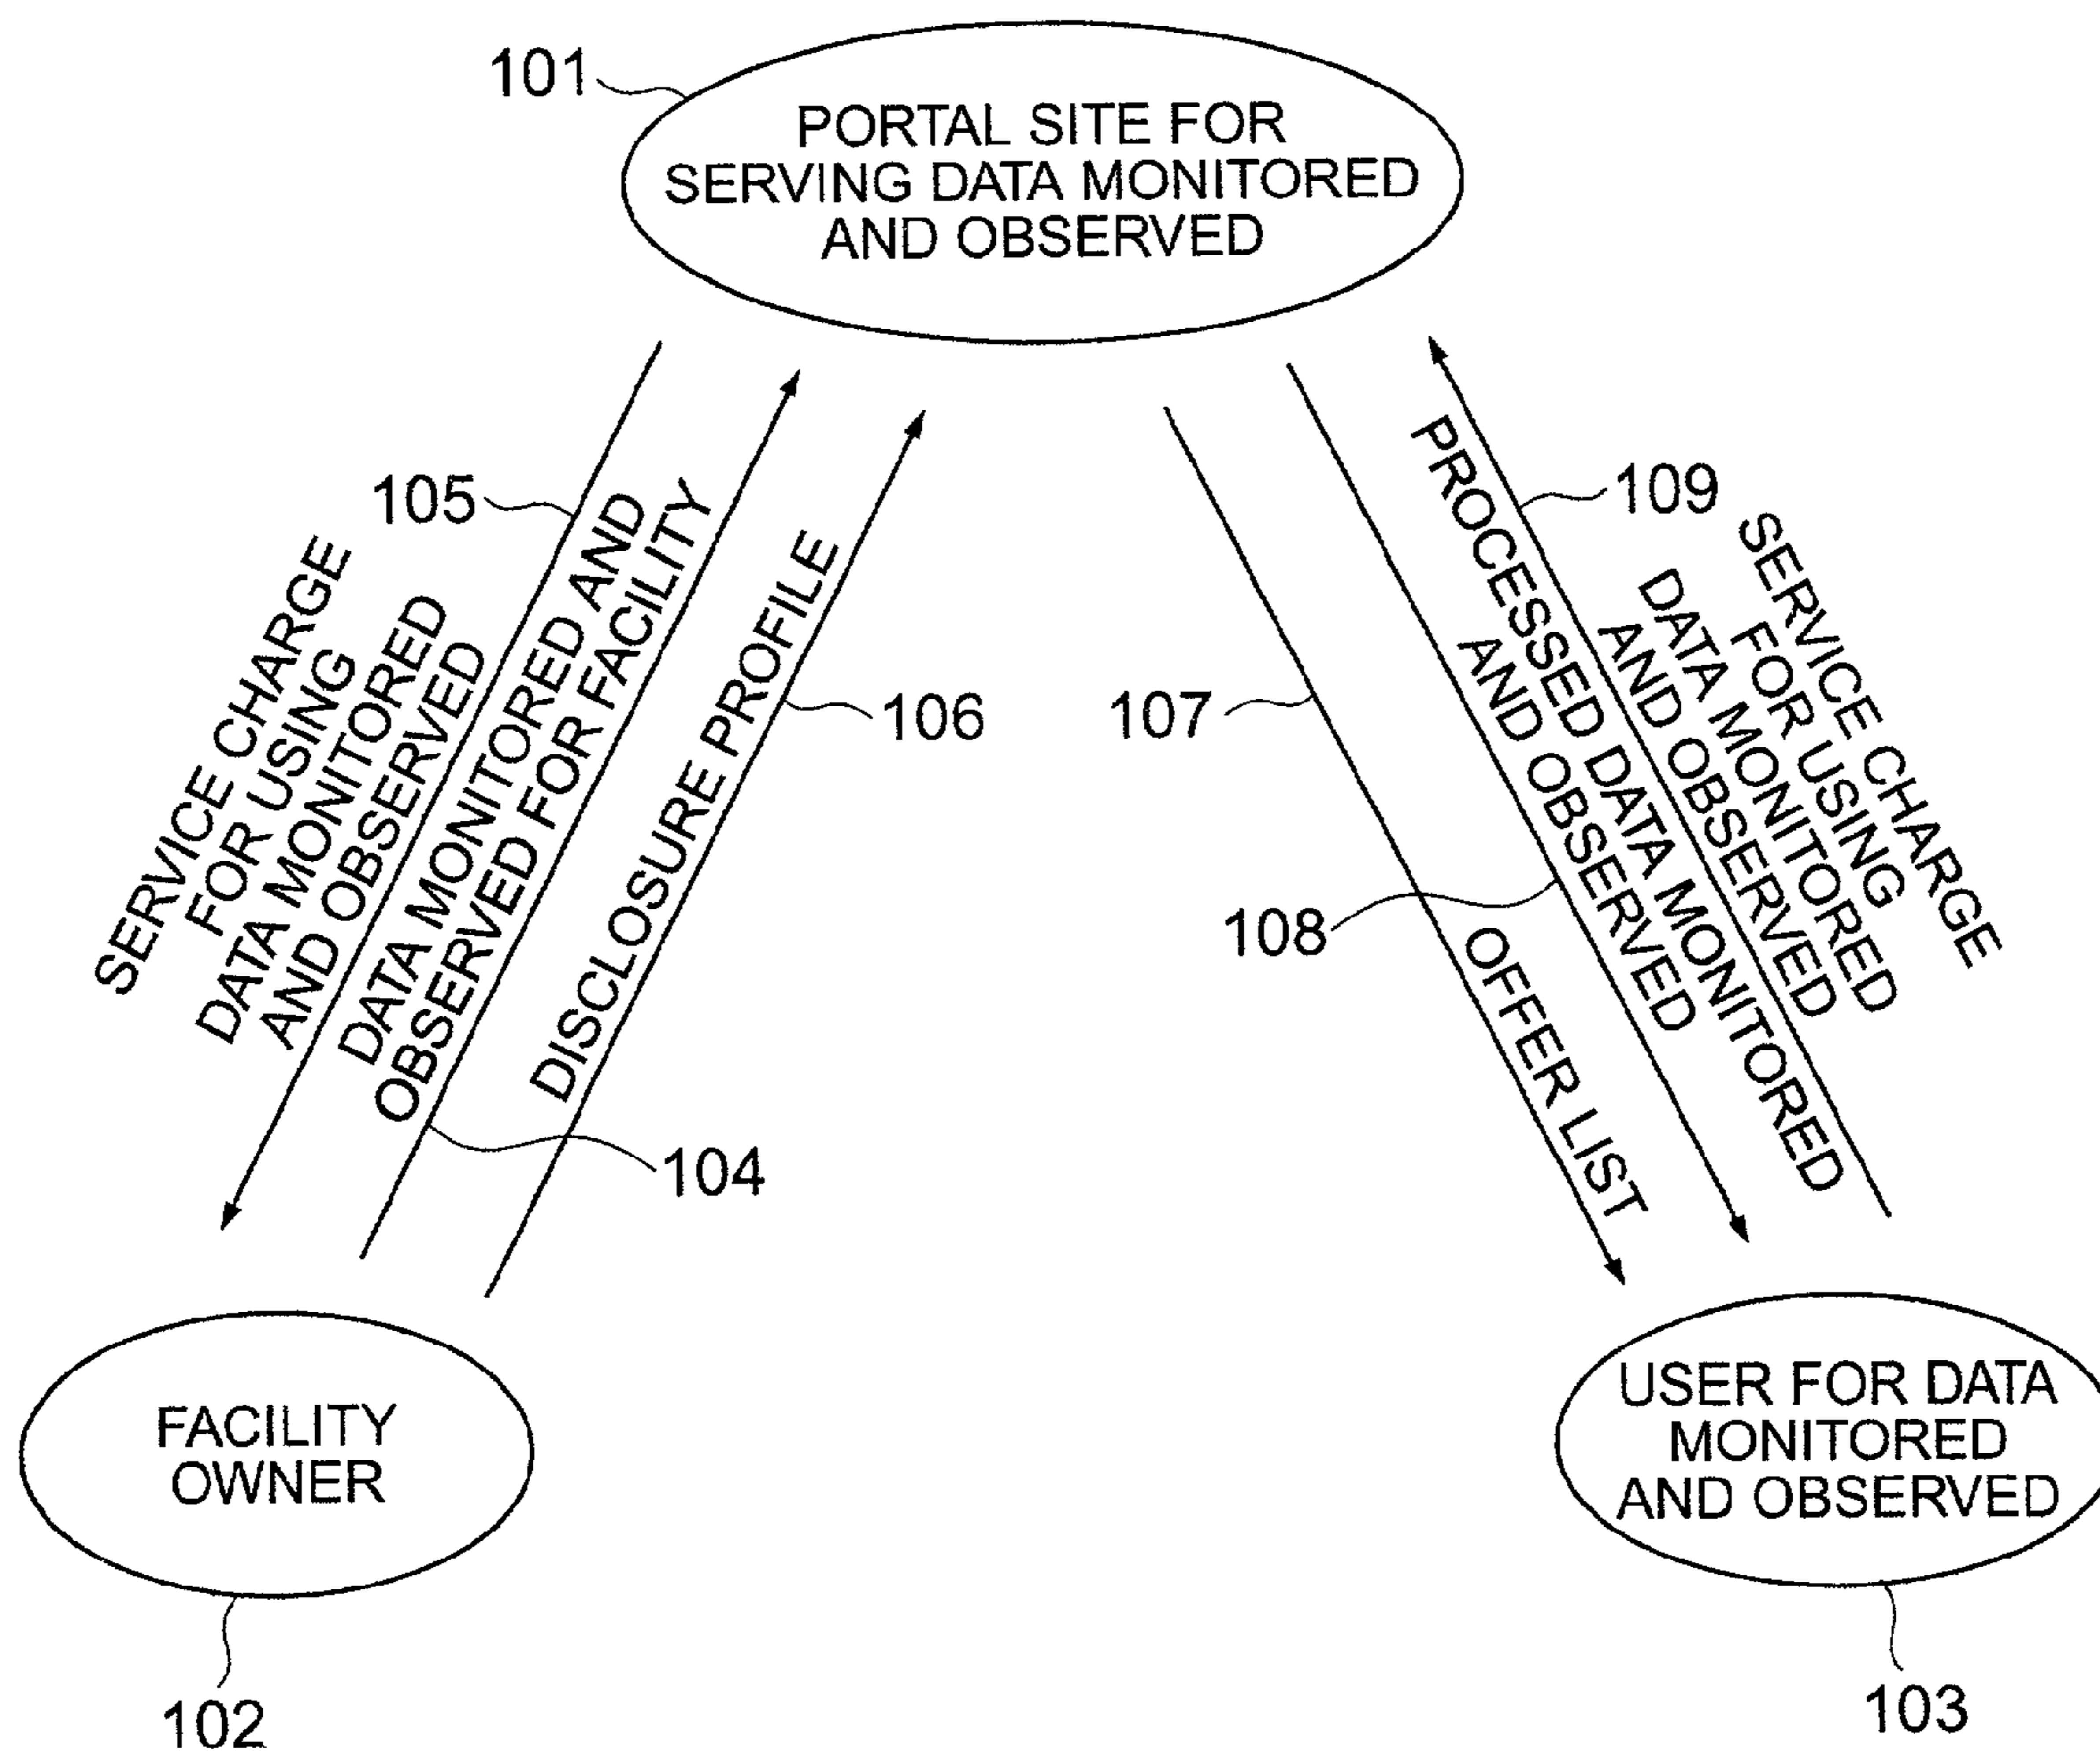 101
PORTAL SITE FOR
SERVING DATA MONITORED
AND OBSERVED
105
SERVICE CHARGE
FOR USING
DATA MONITORED
AND OBSERVED
DATA MONITORED AND
OBSERVED FOR FACILITY
104
DISCLOSURE PROFILE
106
107
OFFER LIST
108
PROCESSED DATA MONITORED
AND OBSERVED
109
SERVICE CHARGE
FOR USING
DATA MONITORED
AND OBSERVED
FACILITY
OWNER
102
USER FOR DATA
MONITORED
AND OBSERVED
103